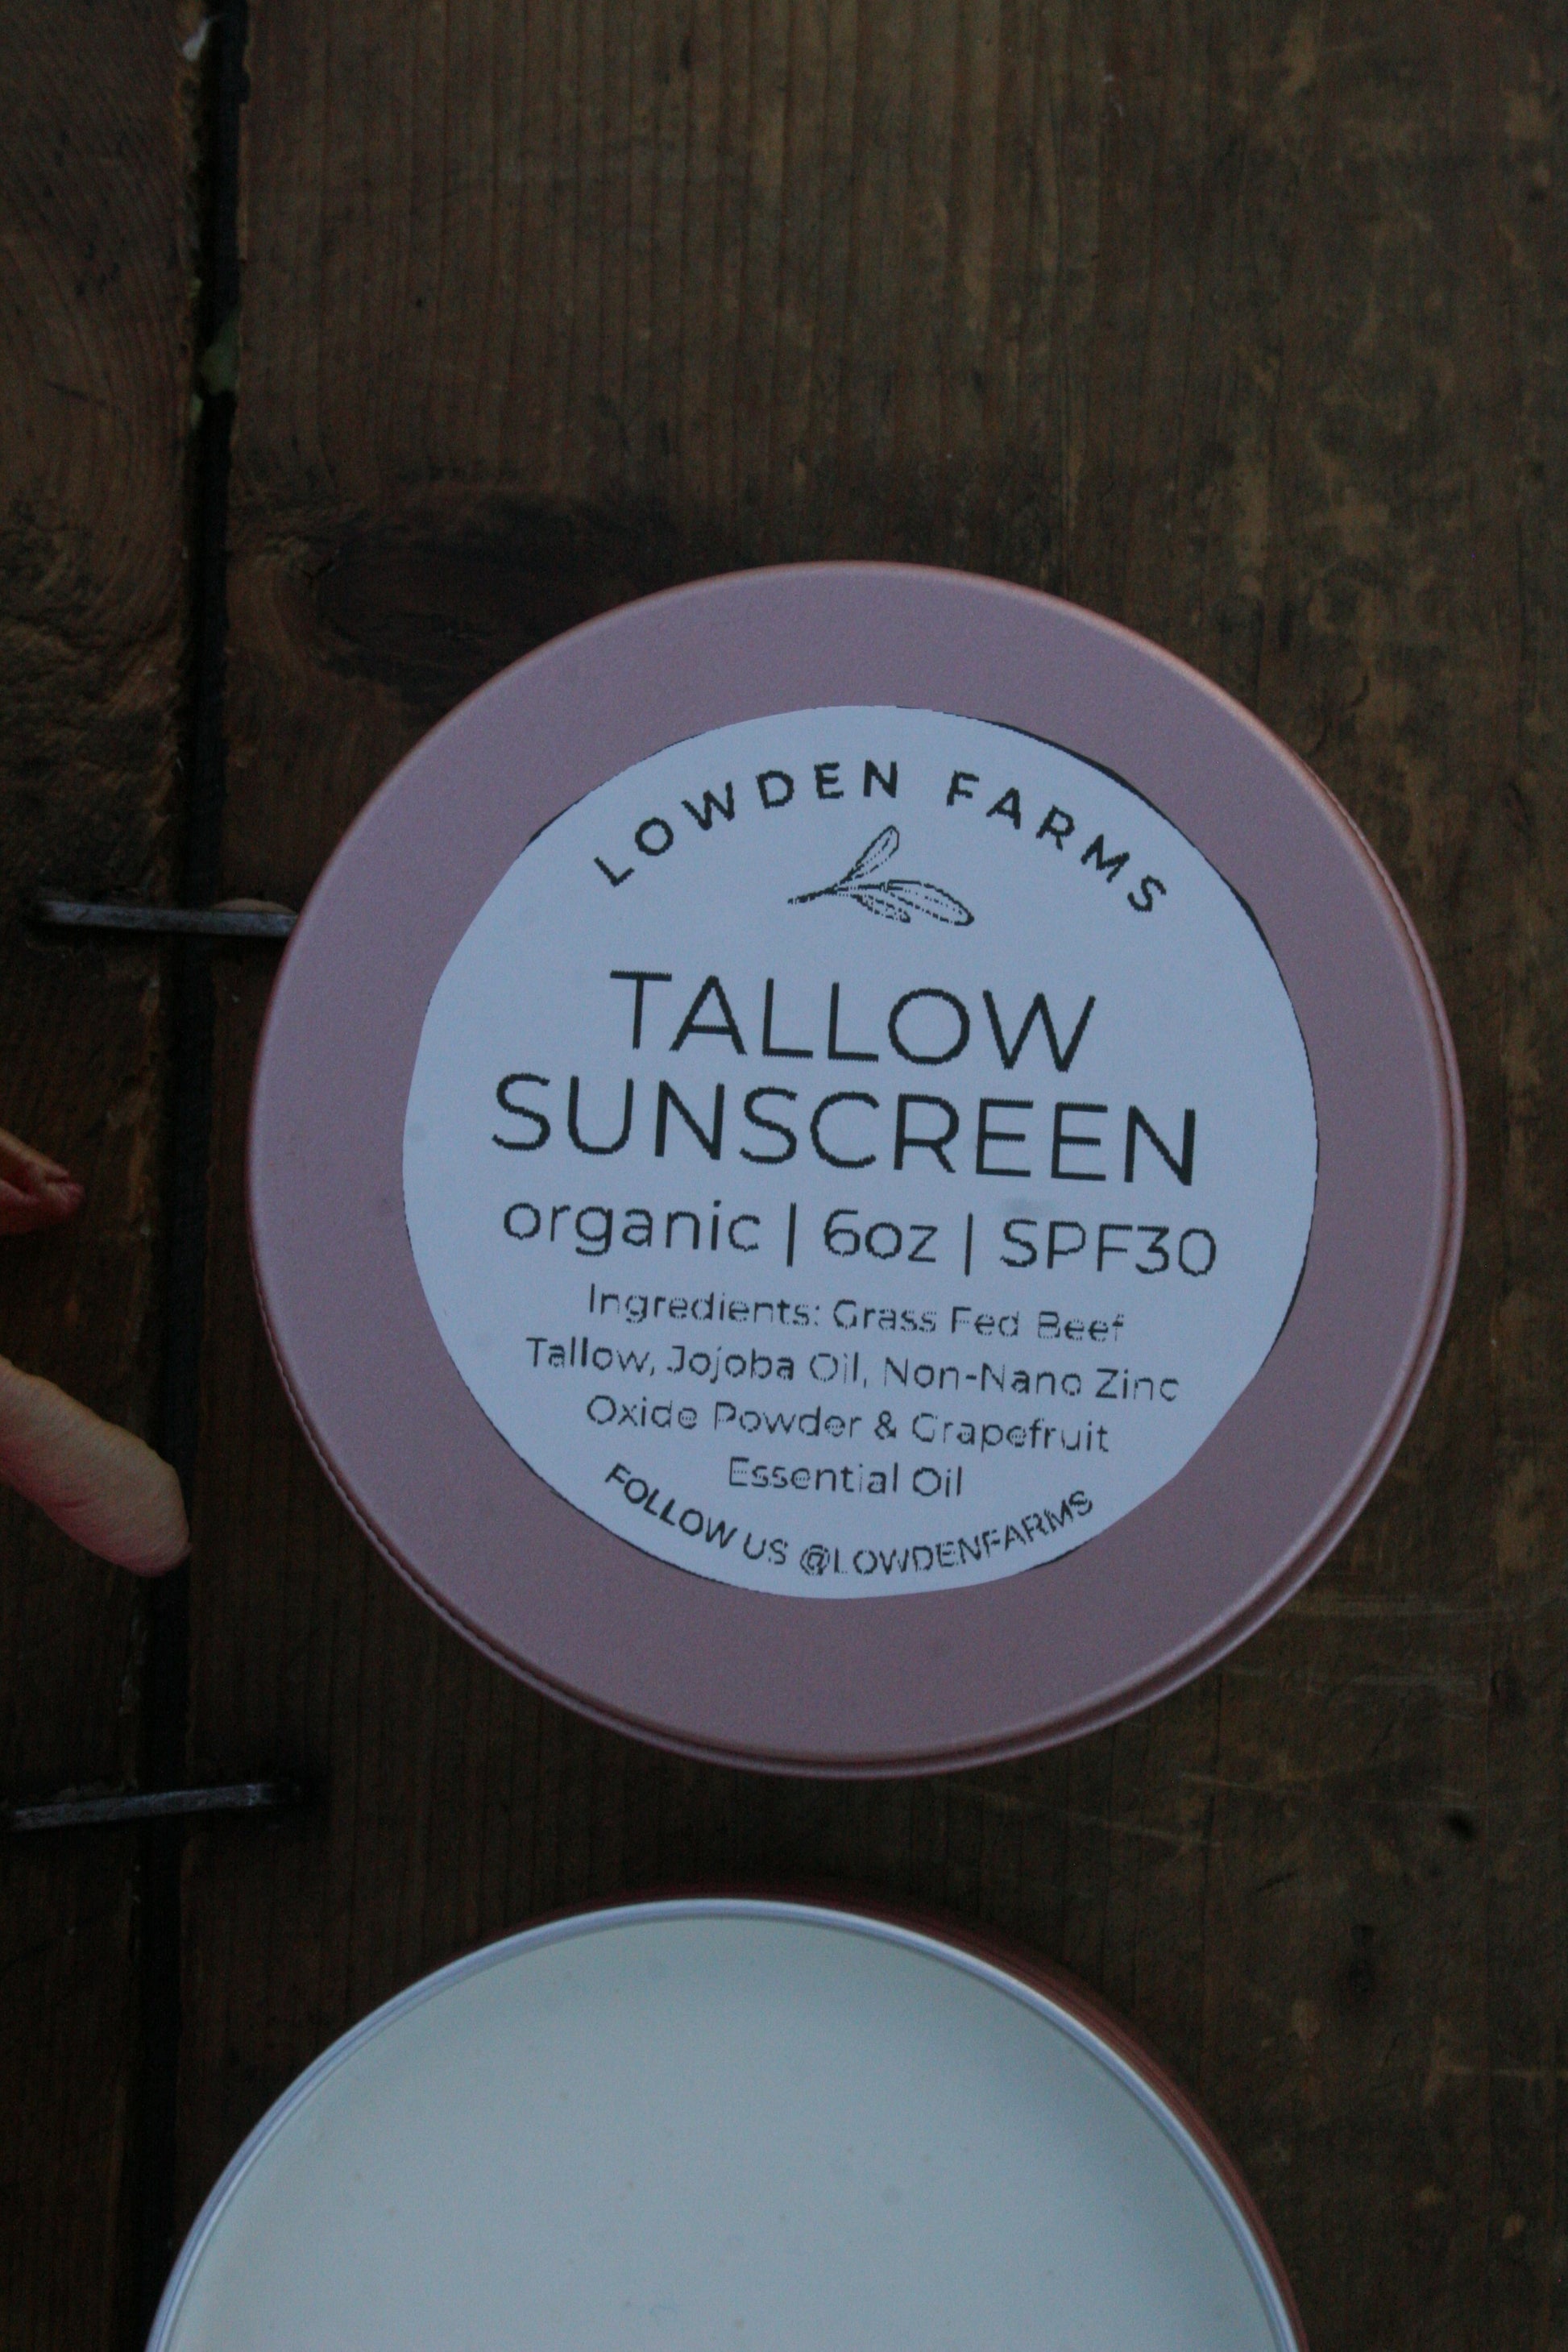 LOWDEN FARMS
TALLOW
SUNSCREEN
organic | 6oz | SPF30
Ingredients: Grass Fed Beef
Tallow, Jojoba Oil, Non-Nano Zinc
Oxide Powder & Grapefruit
Essential Oil
FOLLOW US @LOWDENFARMS